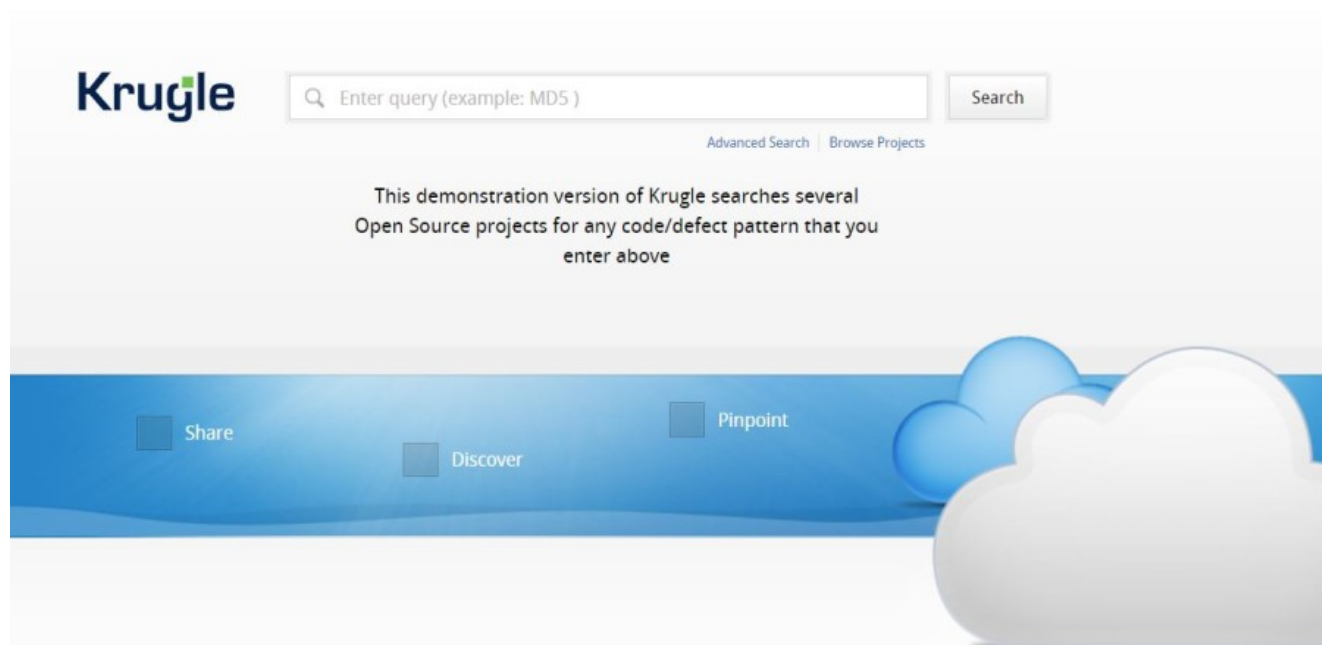 Krugle
Enter query (example: MD5 )
Search
Advanced Search
Browse Projects
This demonstration version of Krugle searches several
Open Source projects for any code/defect pattern that you
enter above
Share
Discover
Pinpoint